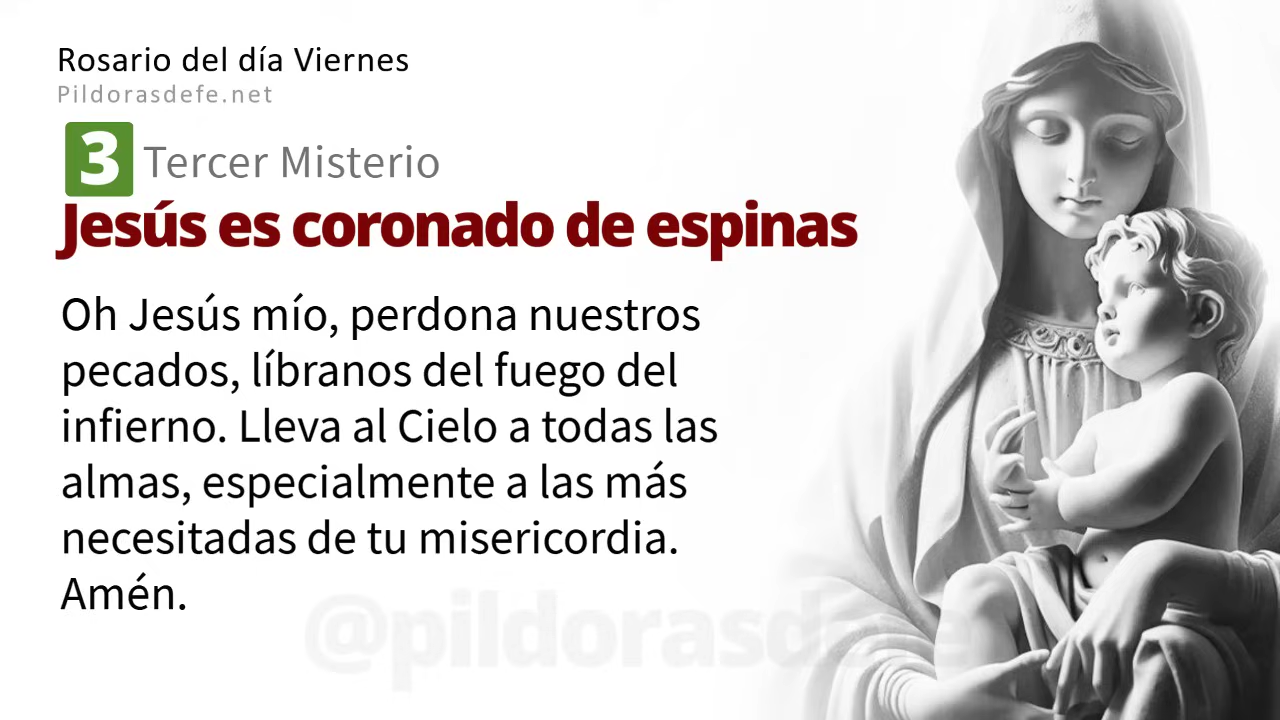 Rosario del día Viernes
Pildorasdefe.net
3 Tercer Misterio
Jesús es coronado de espinas
Oh Jesús mío, perdona nuestros
pecados, líbranos del fuego del
infierno. Lleva al Cielo a todas las
almas, especialmente a las más
necesitadas de tu misericordia.
Amén.
@pildorasdefe